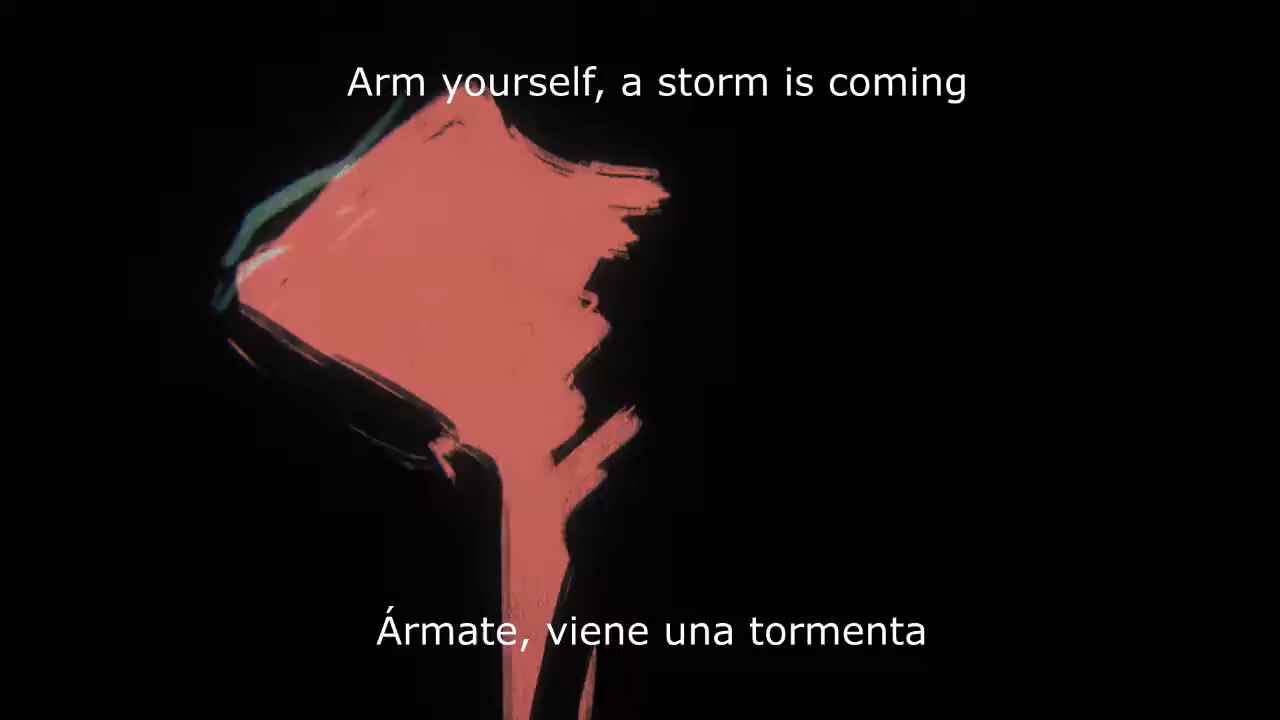 Arm yourself, a storm is coming
Ármate, viene una tormenta